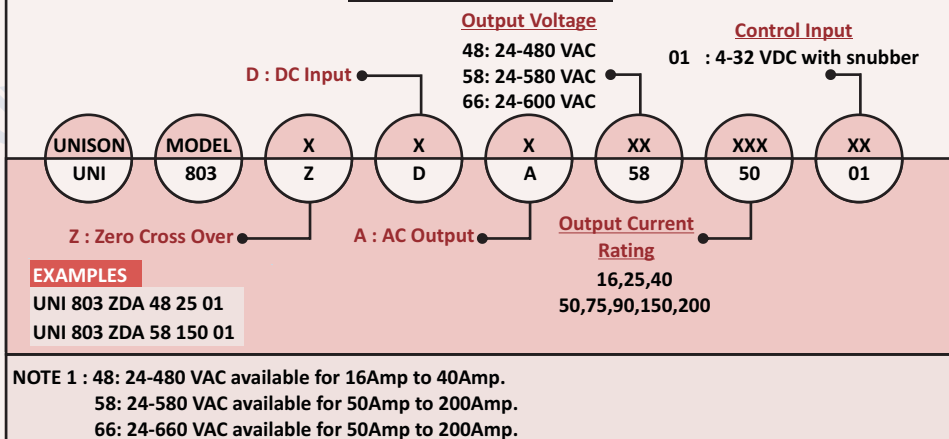 Output Voltage
48: 24-480 VAC
58: 24-580 VAC
66: 24-600 VAC
Control Input
01 : 4-32 VDC with snubber
D : DC Input
UNISON MODEL X X X XX XXX XX
UNI 803 Z D A 58 50 01
Z : Zero Cross Over
A : AC Output
Output Current
Rating
16,25,40
50,75,90,150,200
EXAMPLES
UNI 803 ZDA 48 25 01
UNI 803 ZDA 58 150 01
NOTE 1 : 48: 24-480 VAC available for 16Amp to 40Amp.
58: 24-580 VAC available for 50Amp to 200Amp.
66: 24-660 VAC available for 50Amp to 200Amp.